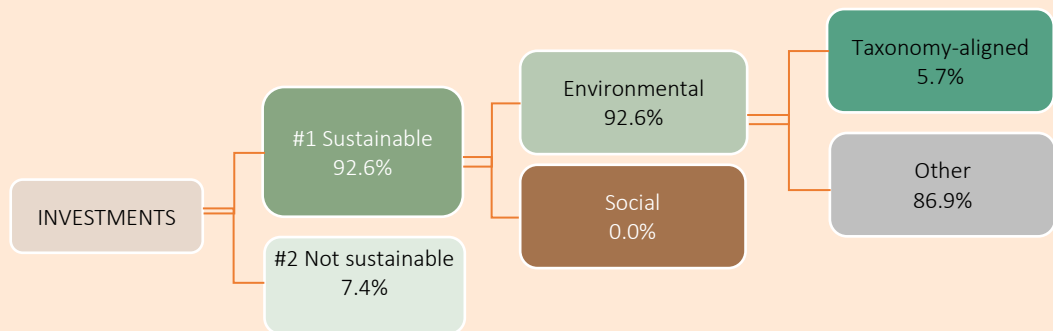 INVESTMENTS
#1 Sustainable
92.6%
#2 Not sustainable
7.4%
Environmental
92.6%
Social
0.0%
Taxonomy-aligned
5.7%
Other
86.9%